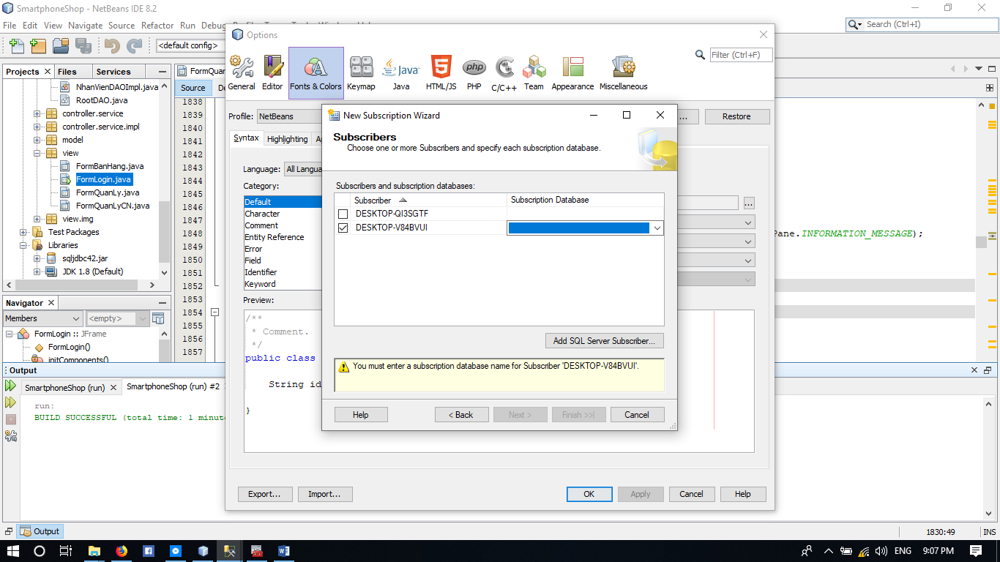 SmartphoneShop - NetBeans IDE 8.2
File Edit View Navigate Source Refactor Run
Search (Ctrl+I)
<default config>
Options
Filter (Ctrl+F)
General Editor Fonts & Colors Keymap Java HTML/JS PHP C/C++ Team Appearance Miscellaneous
Java
php
Projects Files Services
NhanVienDAOImpl.java
RootDAO.java
controller.service
controller.service.impl
model
view
FormBanHang.java
FormLogin.java
FormQuanLy.java
FormQuanLyCN.java
view.img
Test Packages
Libraries
sqljdbc42.jar
JDK 1.8 (Default)
Navigator
Members
<empty>
FormLogin :: JFrame
FormLogin()
initComponents()
Source
1838
1839
1840
1841
1842
1843
1844
1845
1846
1847
1848
1849
1850
1851
1852
1853
1854
1855
1856
1857
Pane.INFORMATION_MESSAGE);
Profile: NetBeans
... Restore
Syntax Highlighting
Language: All Langua
Category:
Default
Character
Comment
Entity Reference
Error
Field
Identifier
Keyword
...
Preview:
/**
* Comment.
*/
public class
String id
}
Export... Import... OK Apply Cancel Help
New Subscription Wizard
Subscribers
Choose one or more Subscribers and specify each subscription database.
Subscribers and subscription databases:
Subscriber Subscription Database
DESKTOP-QI3SGTF
DESKTOP-V84BVUI
Add SQL Server Subscriber...
You must enter a subscription database name for Subscriber 'DESKTOP-V84BVUI'.
Help < Back Next > Finish >>| Cancel
Output
SmartphoneShop (run) SmartphoneShop (run) #2
run:
BUILD SUCCESSFUL (total time: 1 minut
Output
1830:49 INS
ENG 9:07 PM